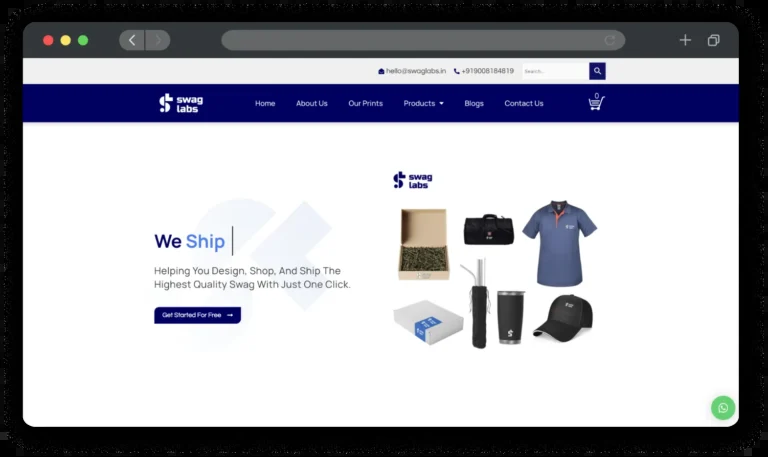 hello@swaglabs.in +919008184819 Search...
swag
labs
Home About Us Our Prints Products Blogs Contact Us 0
swag
labs
We Ship
Helping You Design, Shop, And Ship The
Highest Quality Swag With Just One Click.
Get Started For Free →